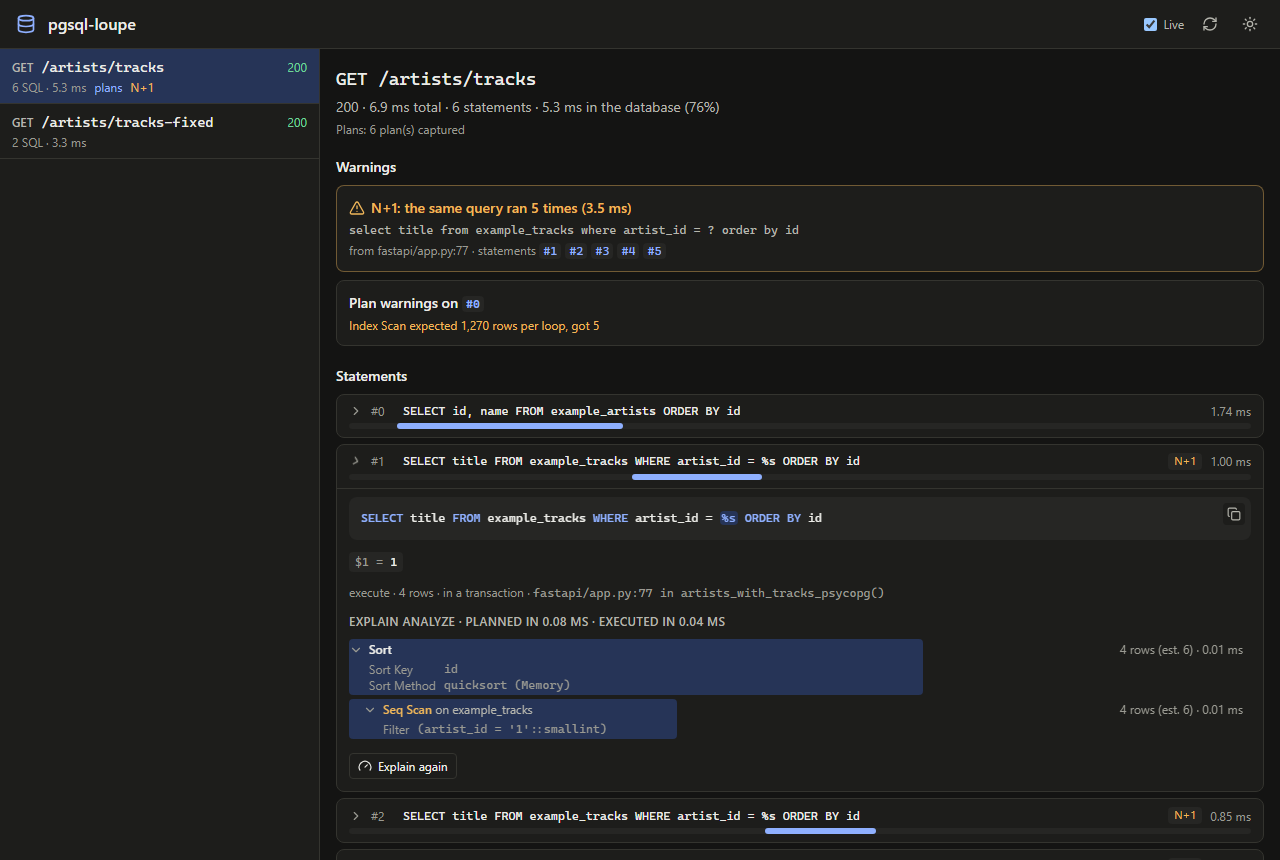 pgsql-loupe
Live
GET /artists/tracks 200
6 SQL · 5.3 ms plans N+1
GET /artists/tracks-fixed 200
2 SQL · 3.3 ms
GET /artists/tracks
200 · 6.9 ms total · 6 statements · 5.3 ms in the database (76%)
Plans: 6 plan(s) captured
Warnings
N+1: the same query ran 5 times (3.5 ms)
select title from example_tracks where artist_id = ? order by id
from fastapi/app.py:77 · statements #1 #2 #3 #4 #5
Plan warnings on #0
Index Scan expected 1,270 rows per loop, got 5
Statements
#0 SELECT id, name FROM example_artists ORDER BY id 1.74 ms
#1 SELECT title FROM example_tracks WHERE artist_id = %s ORDER BY id N+1 1.00 ms
SELECT title FROM example_tracks WHERE artist_id = %s ORDER BY id
$1 = 1
execute · 4 rows · in a transaction · fastapi/app.py:77 in artists_with_tracks_psycopg()
EXPLAIN ANALYZE · PLANNED IN 0.08 MS · EXECUTED IN 0.04 MS
Sort 4 rows (est. 6) · 0.01 ms
Sort Key id
Sort Method quicksort (Memory)
Seq Scan on example_tracks 4 rows (est. 6) · 0.01 ms
Filter (artist_id = '1'::smallint)
Explain again
#2 SELECT title FROM example_tracks WHERE artist_id = %s ORDER BY id N+1 0.85 ms